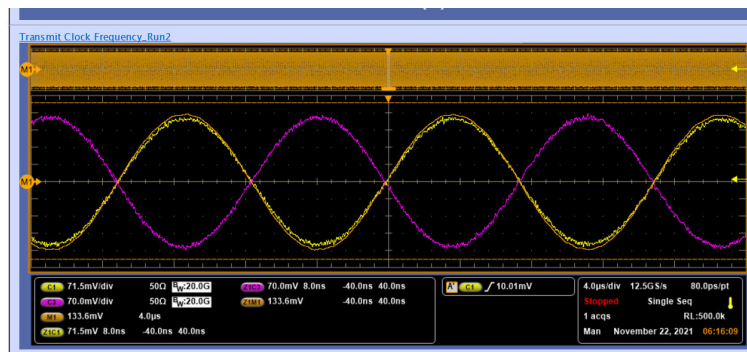 Transmit Clock Frequency_Run2
M1
M1
C1 71.5mV/div 50Ω BW:20.0G
C3 70.0mV/div 50Ω BW:20.0G
M1 133.6mV 4.0µs
Z1C1 71.5mV 8.0ns -40.0ns 40.0ns
Z1C3 70.0mV 8.0ns -40.0ns 40.0ns
Z1M1 133.6mV -40.0ns 40.0ns
A' C1 / 10.01mV
4.0µs/div 12.5GS/s 80.0ps/pt
Stopped Single Seq
1 acqs RL:500.0k
Man November 22, 2021 06:16:09